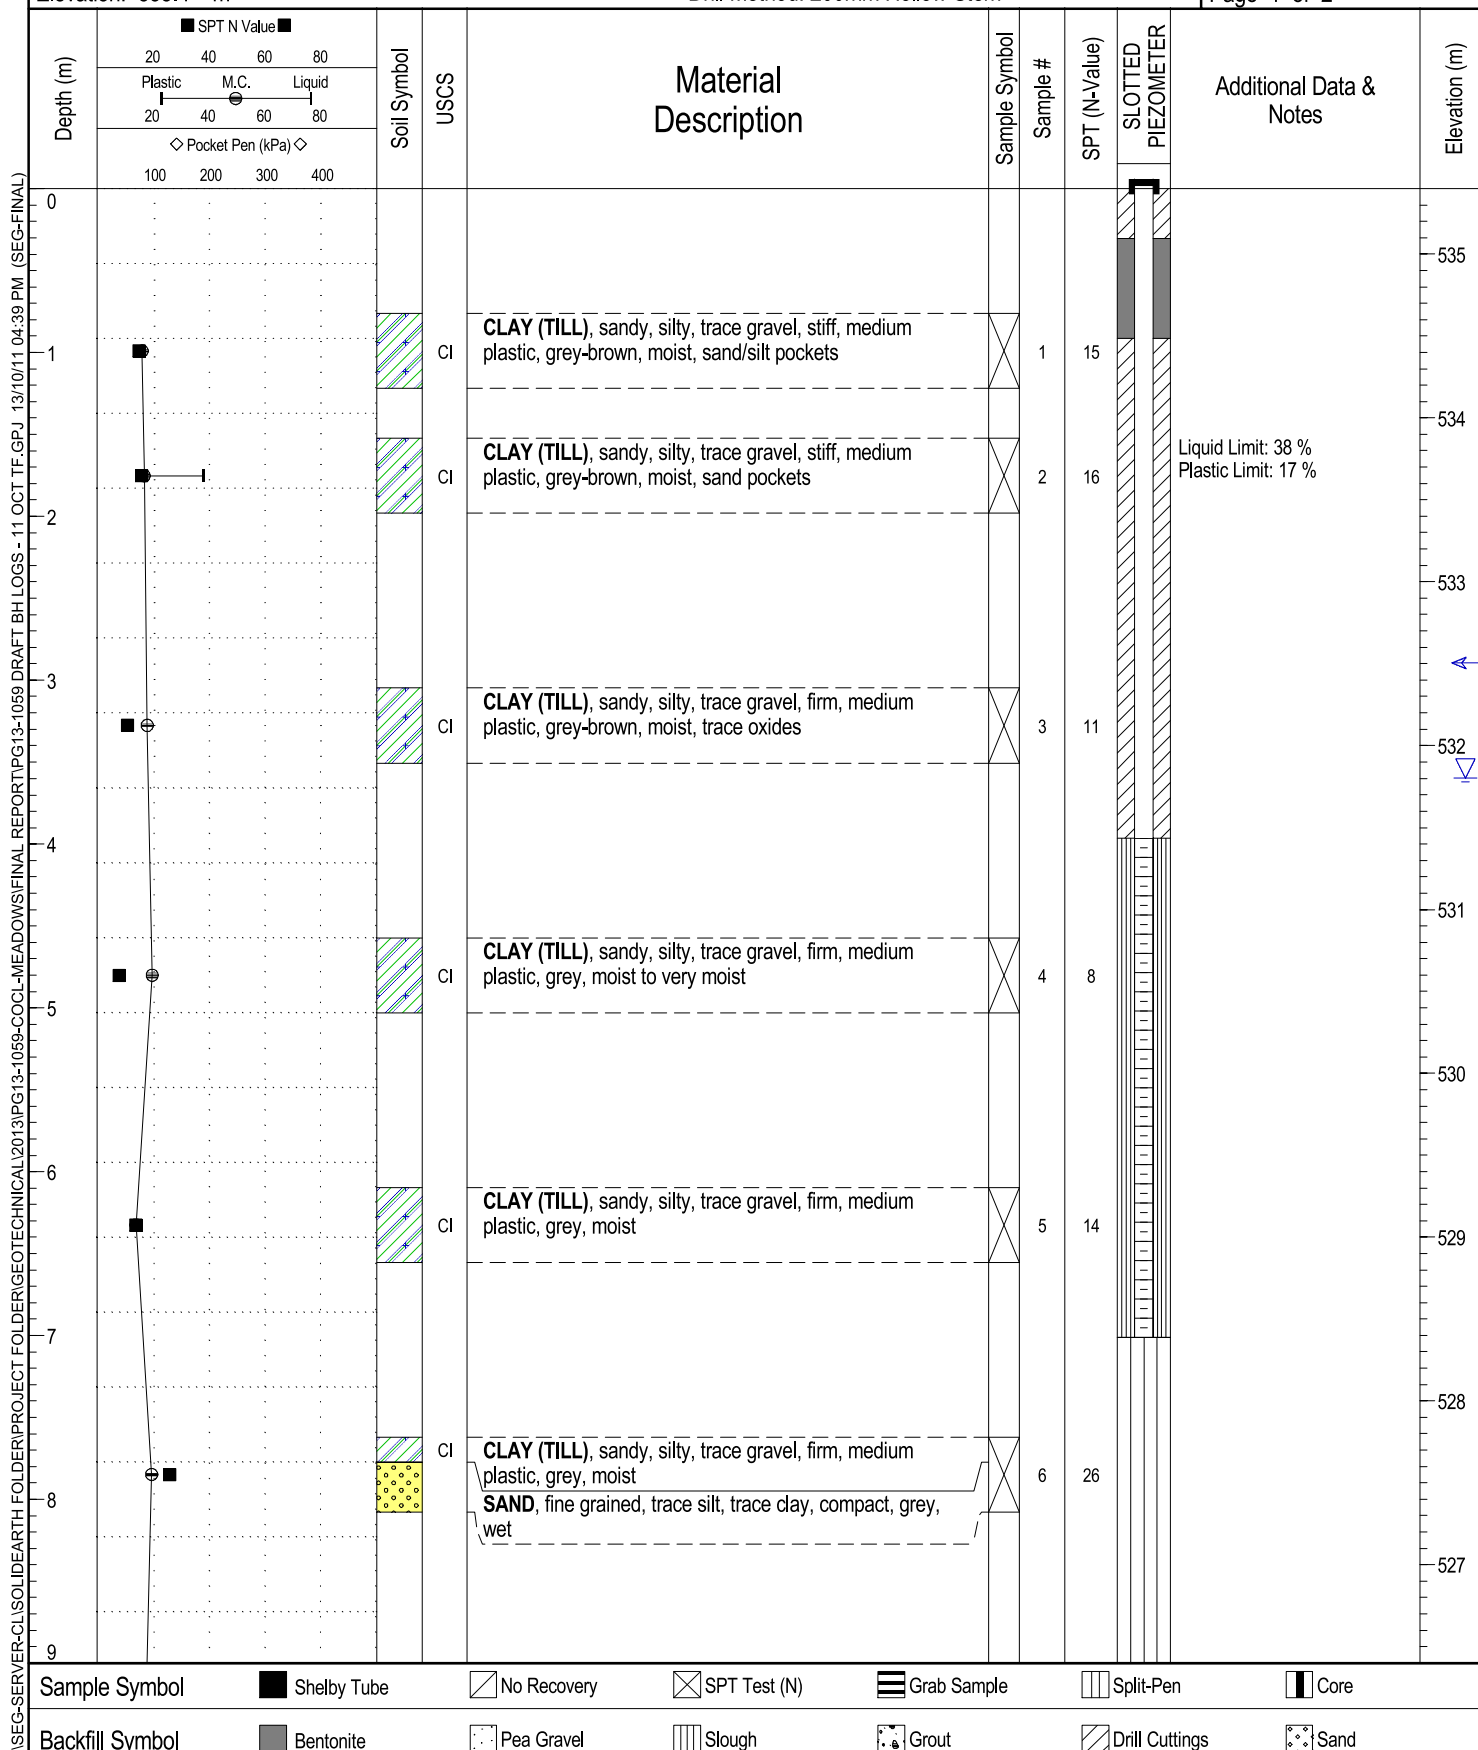 SPT N Value
20 40 60 80
Plastic M.C. Liquid
20 40 60 80
Pocket Pen (kPa)
100 200 300 400
Depth (m)
Soil Symbol
USCS
Material
Description
Sample Symbol
Sample #
SPT (N-Value)
SLOTTED
PIEZOMETER
Additional Data &
Notes
Elevation (m)
0
535
CLAY (TILL), sandy, silty, trace gravel, stiff, medium
plastic, grey-brown, moist, sand/silt pockets
1
CI
1
15
534
CLAY (TILL), sandy, silty, trace gravel, stiff, medium
plastic, grey-brown, moist, sand pockets
CI
2
16
Liquid Limit: 38 %
Plastic Limit: 17 %
2
533
3
CLAY (TILL), sandy, silty, trace gravel, firm, medium
plastic, grey-brown, moist, trace oxides
CI
3
11
532
4
531
CLAY (TILL), sandy, silty, trace gravel, firm, medium
plastic, grey, moist to very moist
CI
4
8
5
530
6
CLAY (TILL), sandy, silty, trace gravel, firm, medium
plastic, grey, moist
CI
5
14
529
7
528
CI
CLAY (TILL), sandy, silty, trace gravel, firm, medium
plastic, grey, moist
6
26
8
SAND, fine grained, trace silt, trace clay, compact, grey,
wet
527
9
Sample Symbol Shelby Tube No Recovery SPT Test (N) Grab Sample Split-Pen Core
Backfill Symbol Bentonite Pea Gravel Slough Grout Drill Cuttings Sand
\SEG-SERVER-CL\SOLIDEARTH FOLDER\PROJECT FOLDER\GEOTECHNICAL\2013\PG13-1059-COCL-MEADOWS\FINAL REPORT\PG13-1059 DRAFT BH LOGS - 11 OCT TF.GPJ 13/10/11 04:39 PM (SEG-FINAL)